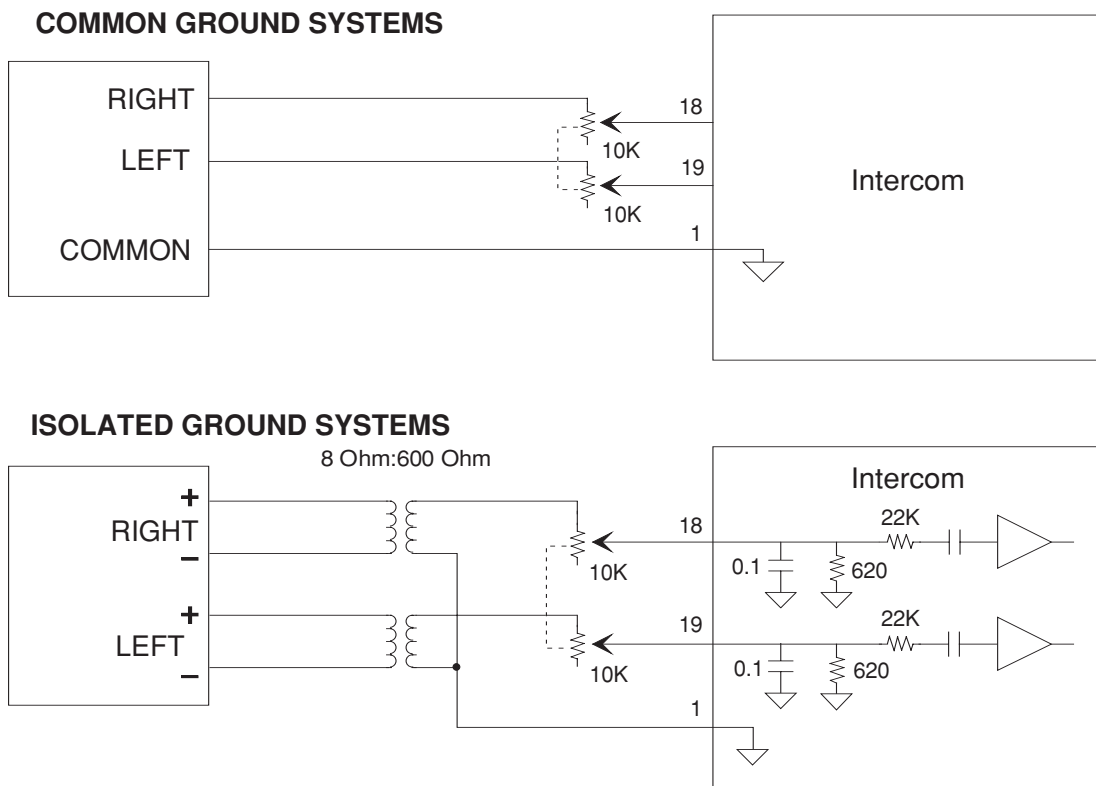 COMMON GROUND SYSTEMS
RIGHT
LEFT
COMMON
10K
10K
18
19
1
Intercom
ISOLATED GROUND SYSTEMS
8 Ohm:600 Ohm
+
RIGHT
–
+
LEFT
–
10K
10K
18
19
1
Intercom
22K
0.1
620
22K
0.1
620